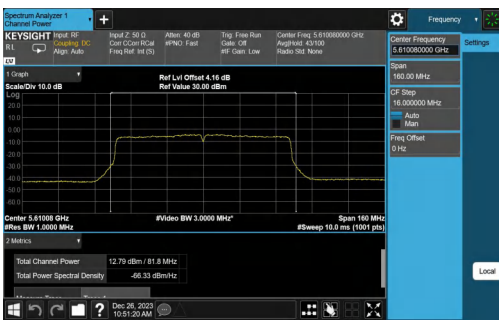 Spectrum Analyzer 1
Channel Power
Frequency
KEYSIGHT Input: RF
Coupling: DC
Align: Auto
RL
Input Z: 50 Ω
Corr CCorr RCal
Freq Ref: Int (S)
Atten: 40 dB
#PNO: Fast
Trig: Free Run
Gate: Off
#IF Gain: Low
Center Freq: 5.610080000 GHz
Avg|Hold: 43/100
Radio Std: None
Center Frequency
5.610080000 GHz
Settings
Span
160.00 MHz
CF Step
16.000000 MHz
Auto
Man
Freq Offset
0 Hz
1 Graph
Scale/Div 10.0 dB
Ref Lvl Offset 4.16 dB
Ref Value 30.00 dBm
Log
20.0
10.0
0.00
-10.0
-20.0
-30.0
-40.0
-50.0
-60.0
Center 5.61008 GHz
#Res BW 1.0000 MHz
#Video BW 3.0000 MHz*
Span 160 MHz
#Sweep 10.0 ms (1001 pts)
2 Metrics
Total Channel Power 12.79 dBm / 81.8 MHz
Total Power Spectral Density -66.33 dBm/Hz
Local
?
Dec 26, 2023
10:51:20 AM